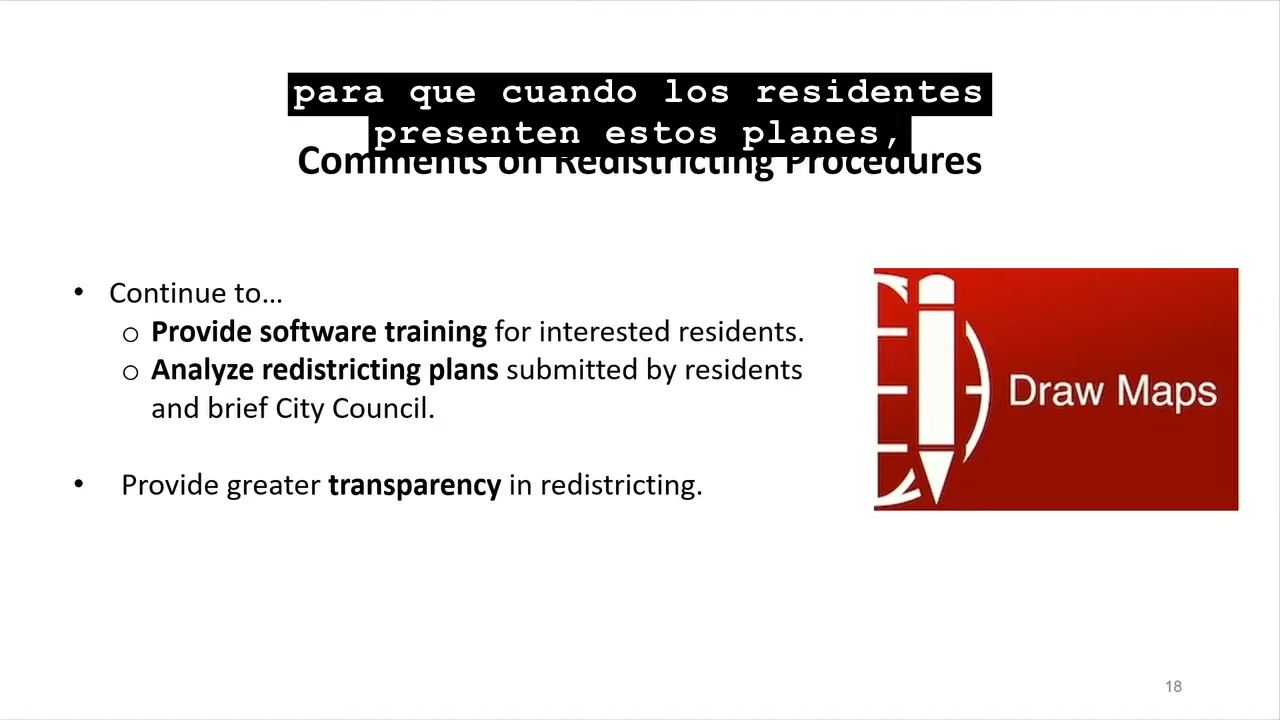 para que cuando los residentes
presenten estos planes,
Comments on Redistricting Procedures
• Continue to…
o Provide software training for interested residents.
o Analyze redistricting plans submitted by residents
and brief City Council.
• Provide greater transparency in redistricting.
Draw Maps
18